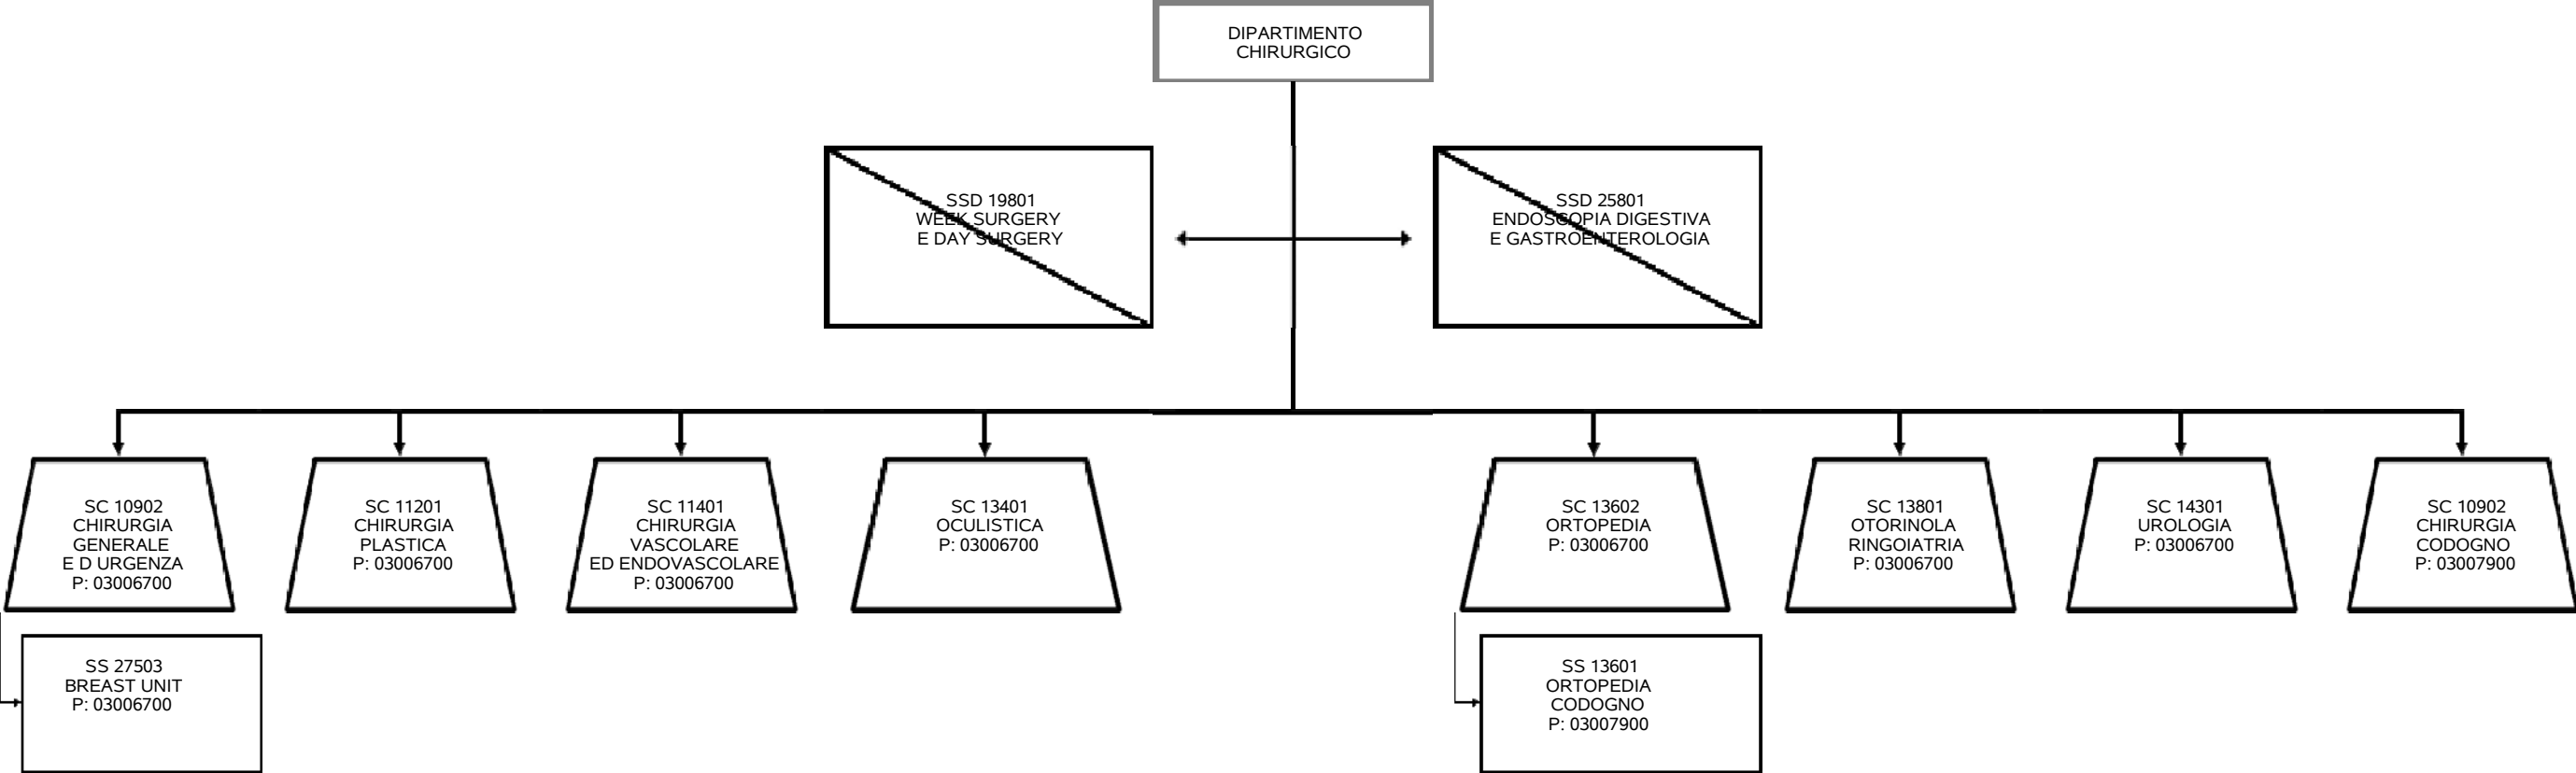 DIPARTIMENTO
CHIRURGICO
SSD 19801
WEEK SURGERY
E DAY SURGERY
SSD 25801
ENDOSCOPIA DIGESTIVA
E GASTROENTEROLOGIA
SC 10902
CHIRURGIA
GENERALE
E D URGENZA
P: 03006700
SC 11201
CHIRURGIA
PLASTICA
P: 03006700
SC 11401
CHIRURGIA
VASCOLARE
ED ENDOVASCOLARE
P: 03006700
SC 13401
OCULISTICA
P: 03006700
SC 13602
ORTOPEDIA
P: 03006700
SC 13801
OTORINOLA
RINGOIATRIA
P: 03006700
SC 14301
UROLOGIA
P: 03006700
SC 10902
CHIRURGIA
CODOGNO
P: 03007900
SS 27503
BREAST UNIT
P: 03006700
SS 13601
ORTOPEDIA
CODOGNO
P: 03007900